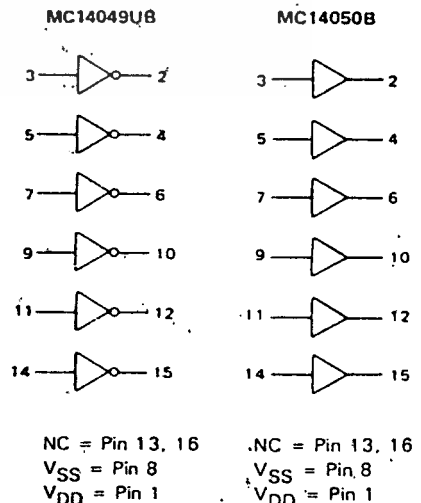 MC14049UB MC14050B
3 2 3 2
5 4 5 4
7 6 7 6
9 10 9 10
11 12 11 12
14 15 14 15
NC = Pin 13, 16 NC = Pin 13, 16
VSS = Pin 8 VSS = Pin 8
VDD = Pin 1 VDD = Pin 1